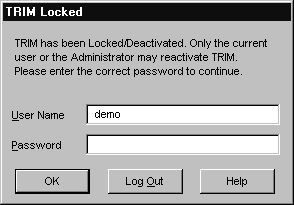 TRIM Locked
TRIM has been Locked/Deactivated. Only the current
user or the Administrator may reactivate TRIM.
Please enter the correct password to continue.
User Name demo
Password
OK Log Out Help